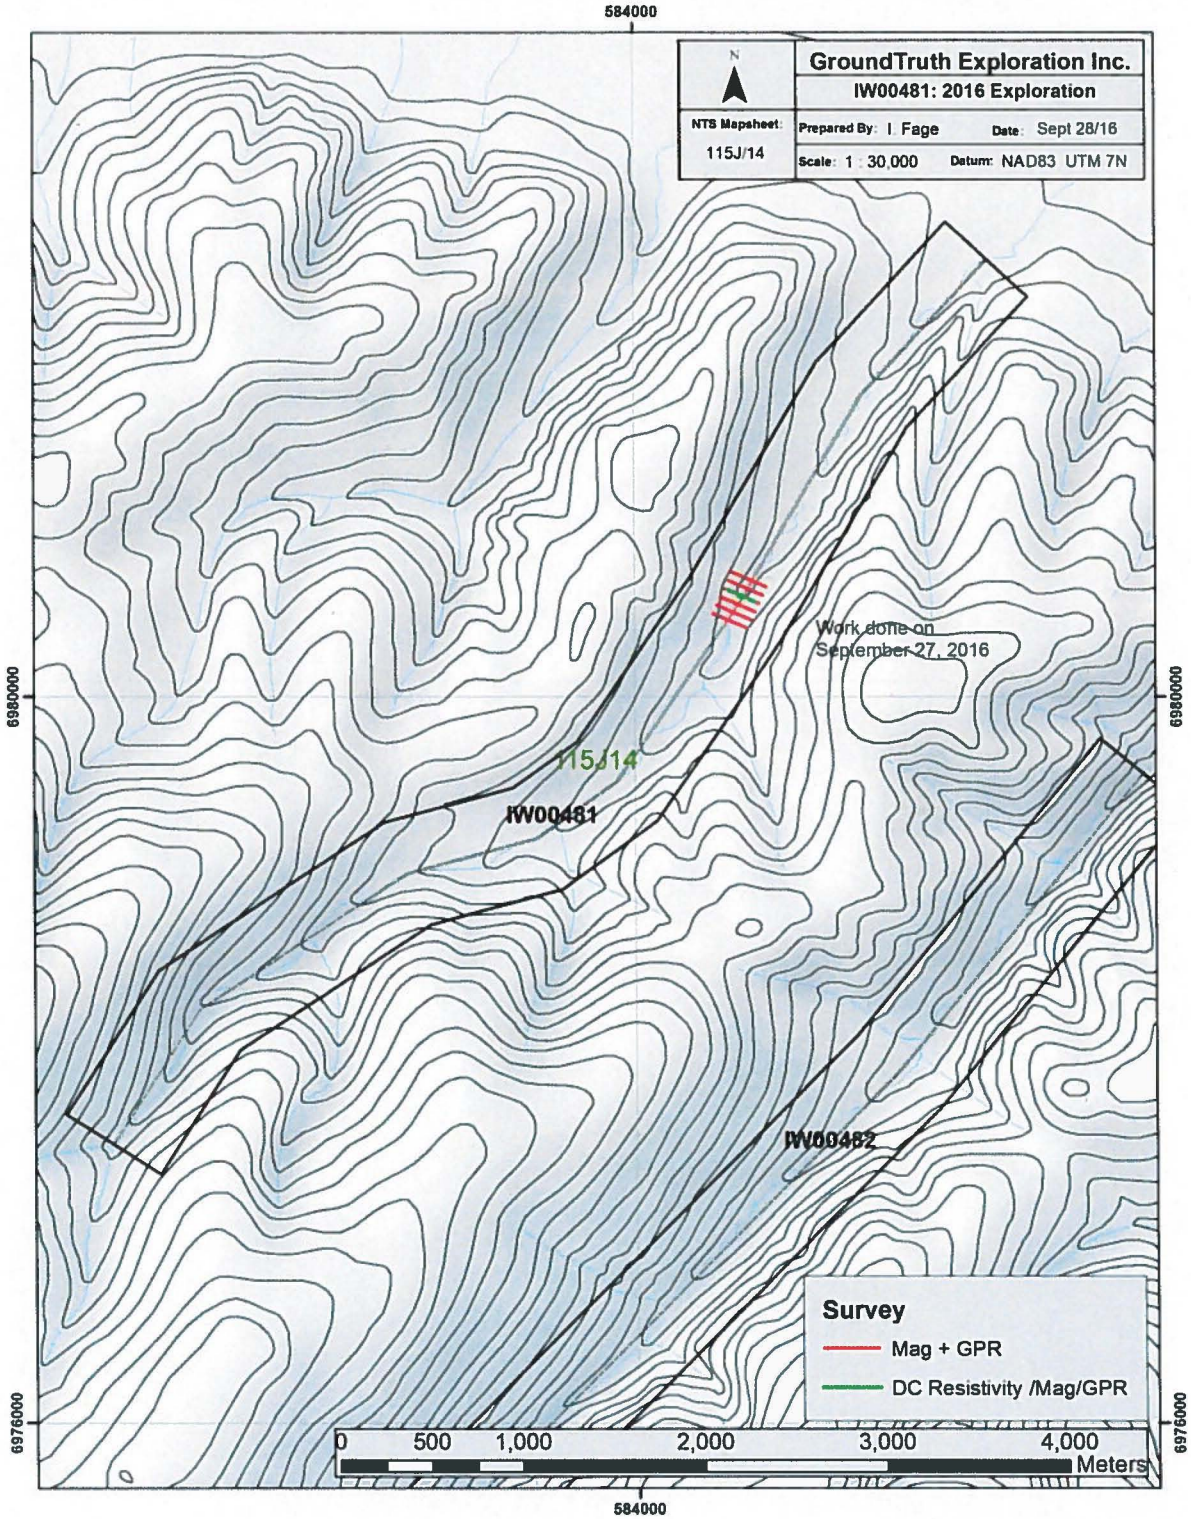 584000
N
GroundTruth Exploration Inc.
IW00481: 2016 Exploration
NTS Mapsheet:
115J/14
Prepared By: I. Fage
Date: Sept 28/16
Scale: 1 : 30,000
Datum: NAD83 UTM 7N
Work done on
September 27, 2016
6980000
6980000
115J14
IW00481
IW00482
Survey
Mag + GPR
DC Resistivity /Mag/GPR
6976000
6976000
0 500 1,000 2,000 3,000 4,000
Meters
584000